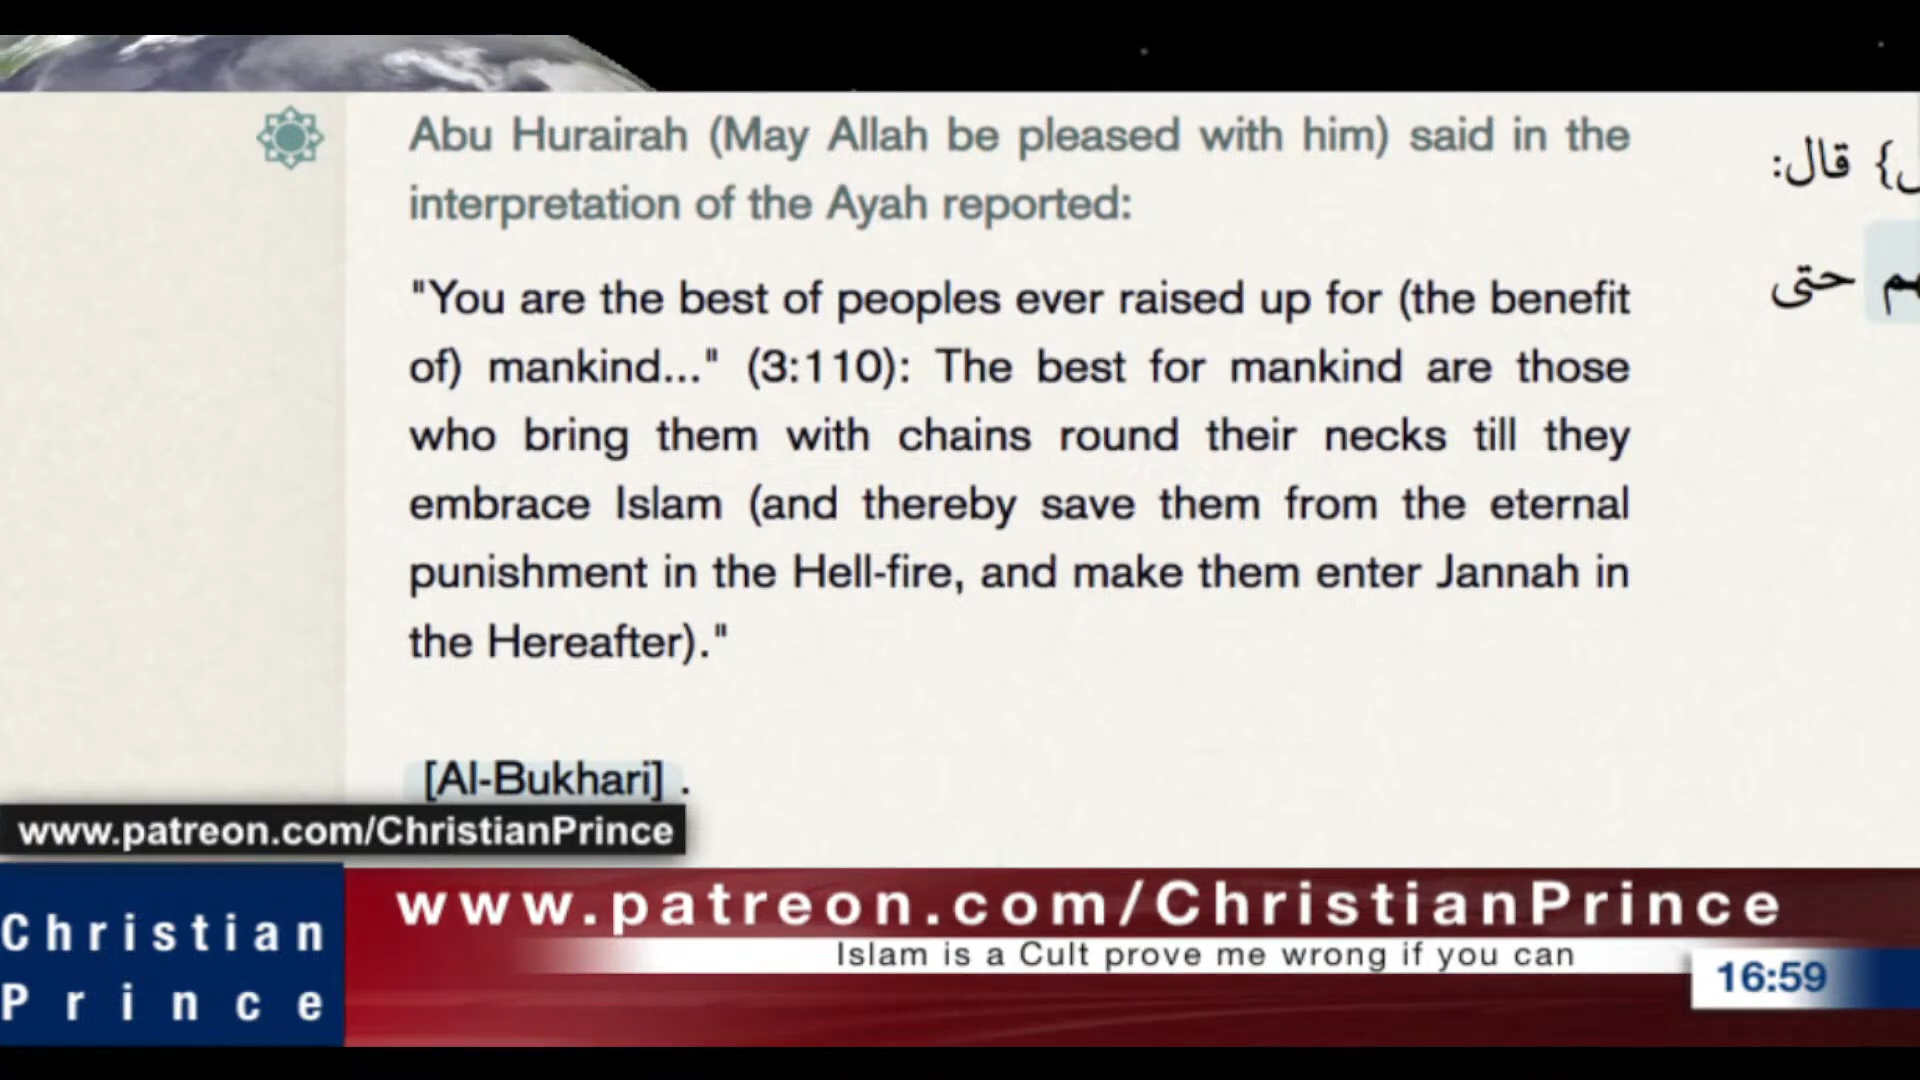 Abu Hurairah (May Allah be pleased with him) said in the
interpretation of the Ayah reported:
قال:
حتى
"You are the best of peoples ever raised up for (the benefit
of) mankind..." (3:110): The best for mankind are those
who bring them with chains round their necks till they
embrace Islam (and thereby save them from the eternal
punishment in the Hell-fire, and make them enter Jannah in
the Hereafter)."
[Al-Bukhari] .
www.patreon.com/ChristianPrince
Christian
Prince
www.patreon.com/ChristianPrince
Islam is a Cult prove me wrong if you can
16:59